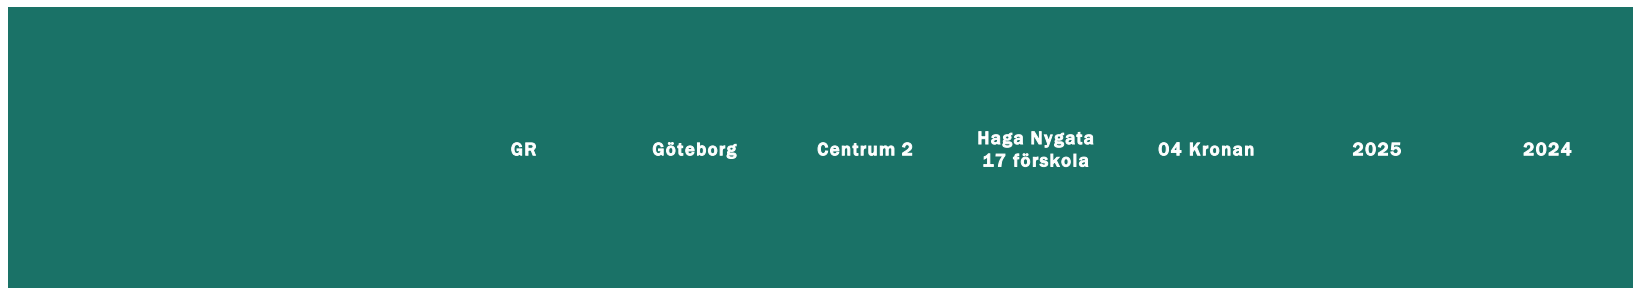 GR
Göteborg
Centrum 2
Haga Nygata
17 förskola
04 Kronan
2025
2024